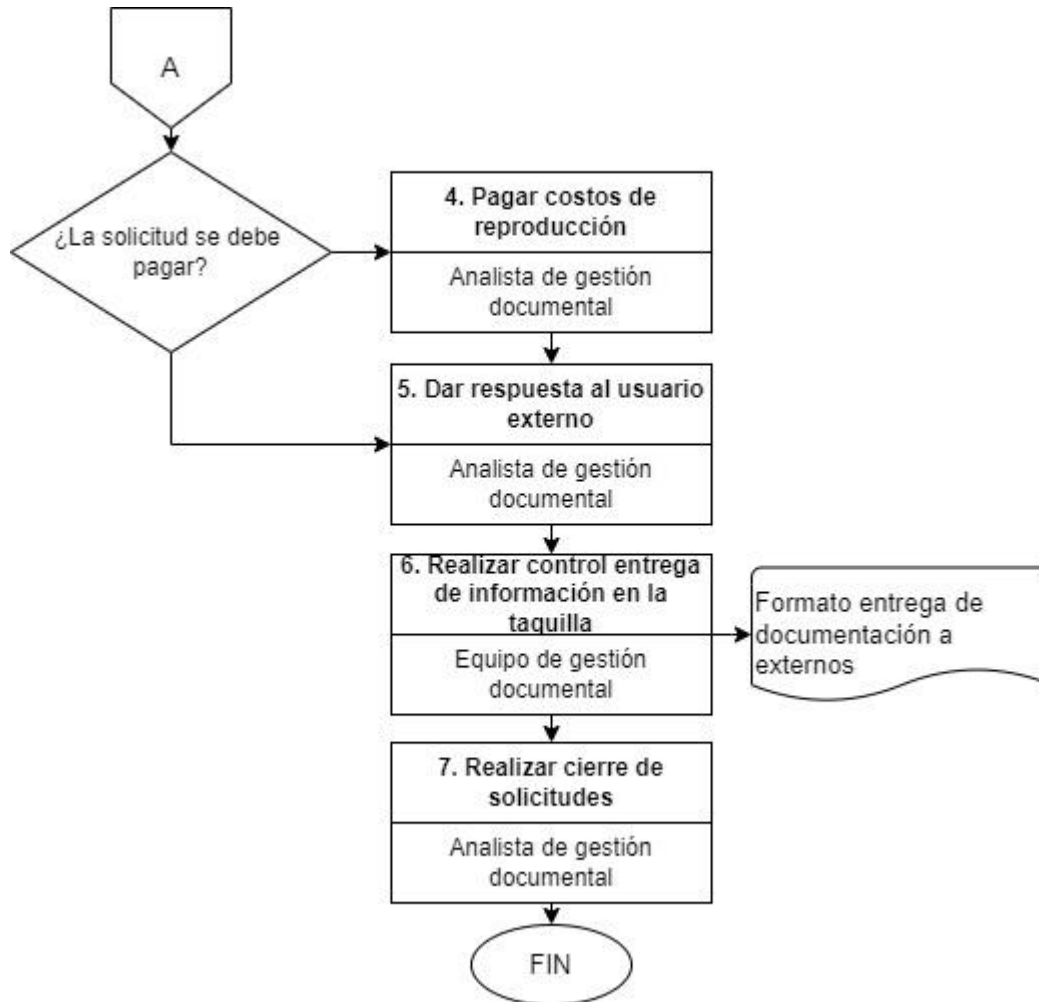 A
¿La solicitud se debe
pagar?
4. Pagar costos de
reproducción
Analista de gestión
documental
5. Dar respuesta al usuario
externo
Analista de gestión
documental
6. Realizar control entrega
de información en la
taquilla
Equipo de gestión
documental
Formato entrega de
documentación a
externos
7. Realizar cierre de
solicitudes
Analista de gestión
documental
FIN